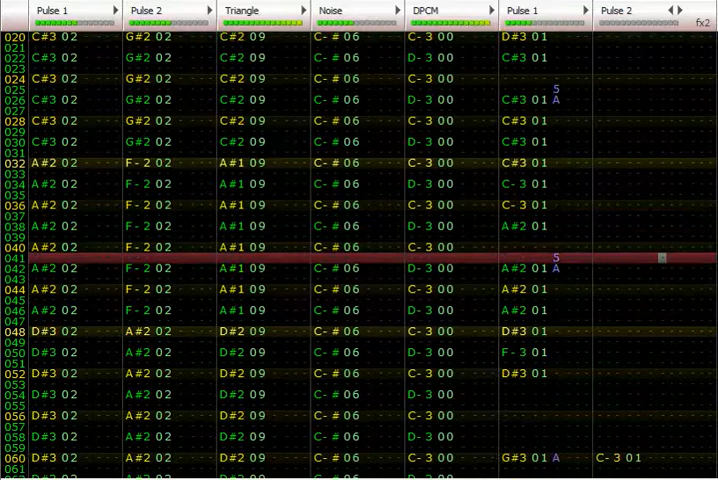 Pulse 1 Pulse 2 Triangle Noise DPCM Pulse 1 Pulse 2
fx2
020 C#3 02 G#2 02 C#2 09 C-# 06 C-3 00 D#3 01
021
022 C#3 02 G#2 02 C#2 09 C-# 06 D-3 00 C#3 01
023
024 C#3 02 G#2 02 C#2 09 C-# 06 C-3 00
025 5
026 C#3 02 G#2 02 C#2 09 C-# 06 D-3 00 C#3 01 A
027
028 C#3 02 G#2 02 C#2 09 C-# 06 C-3 00 C#3 01
029
030 C#3 02 G#2 02 C#2 09 C-# 06 D-3 00 C#3 01
031
032 A#2 02 F-2 02 A#1 09 C-# 06 C-3 00 C#3 01
033
034 A#2 02 F-2 02 A#1 09 C-# 06 D-3 00 C-3 01
035
036 A#2 02 F-2 02 A#1 09 C-# 06 C-3 00 C-3 01
037
038 A#2 02 F-2 02 A#1 09 C-# 06 D-3 00 A#2 01
039
040 A#2 02 F-2 02 A#1 09 C-# 06 C-3 00
041 5
042 A#2 02 F-2 02 A#1 09 C-# 06 D-3 00 A#2 01 A
043
044 A#2 02 F-2 02 A#1 09 C-# 06 C-3 00 A#2 01
045
046 A#2 02 F-2 02 A#1 09 C-# 06 D-3 00 A#2 01
047
048 D#3 02 A#2 02 D#2 09 C-# 06 C-3 00 D#3 01
049
050 D#3 02 A#2 02 D#2 09 C-# 06 D-3 00 F-3 01
051
052 D#3 02 A#2 02 D#2 09 C-# 06 C-3 00 D#3 01
053
054 D#3 02 A#2 02 D#2 09 C-# 06 D-3 00
055
056 D#3 02 A#2 02 D#2 09 C-# 06 C-3 00
057
058 D#3 02 A#2 02 D#2 09 C-# 06 D-3 00
059
060 D#3 02 A#2 02 D#2 09 C-# 06 C-3 00 G#3 01 A C-3 01
061